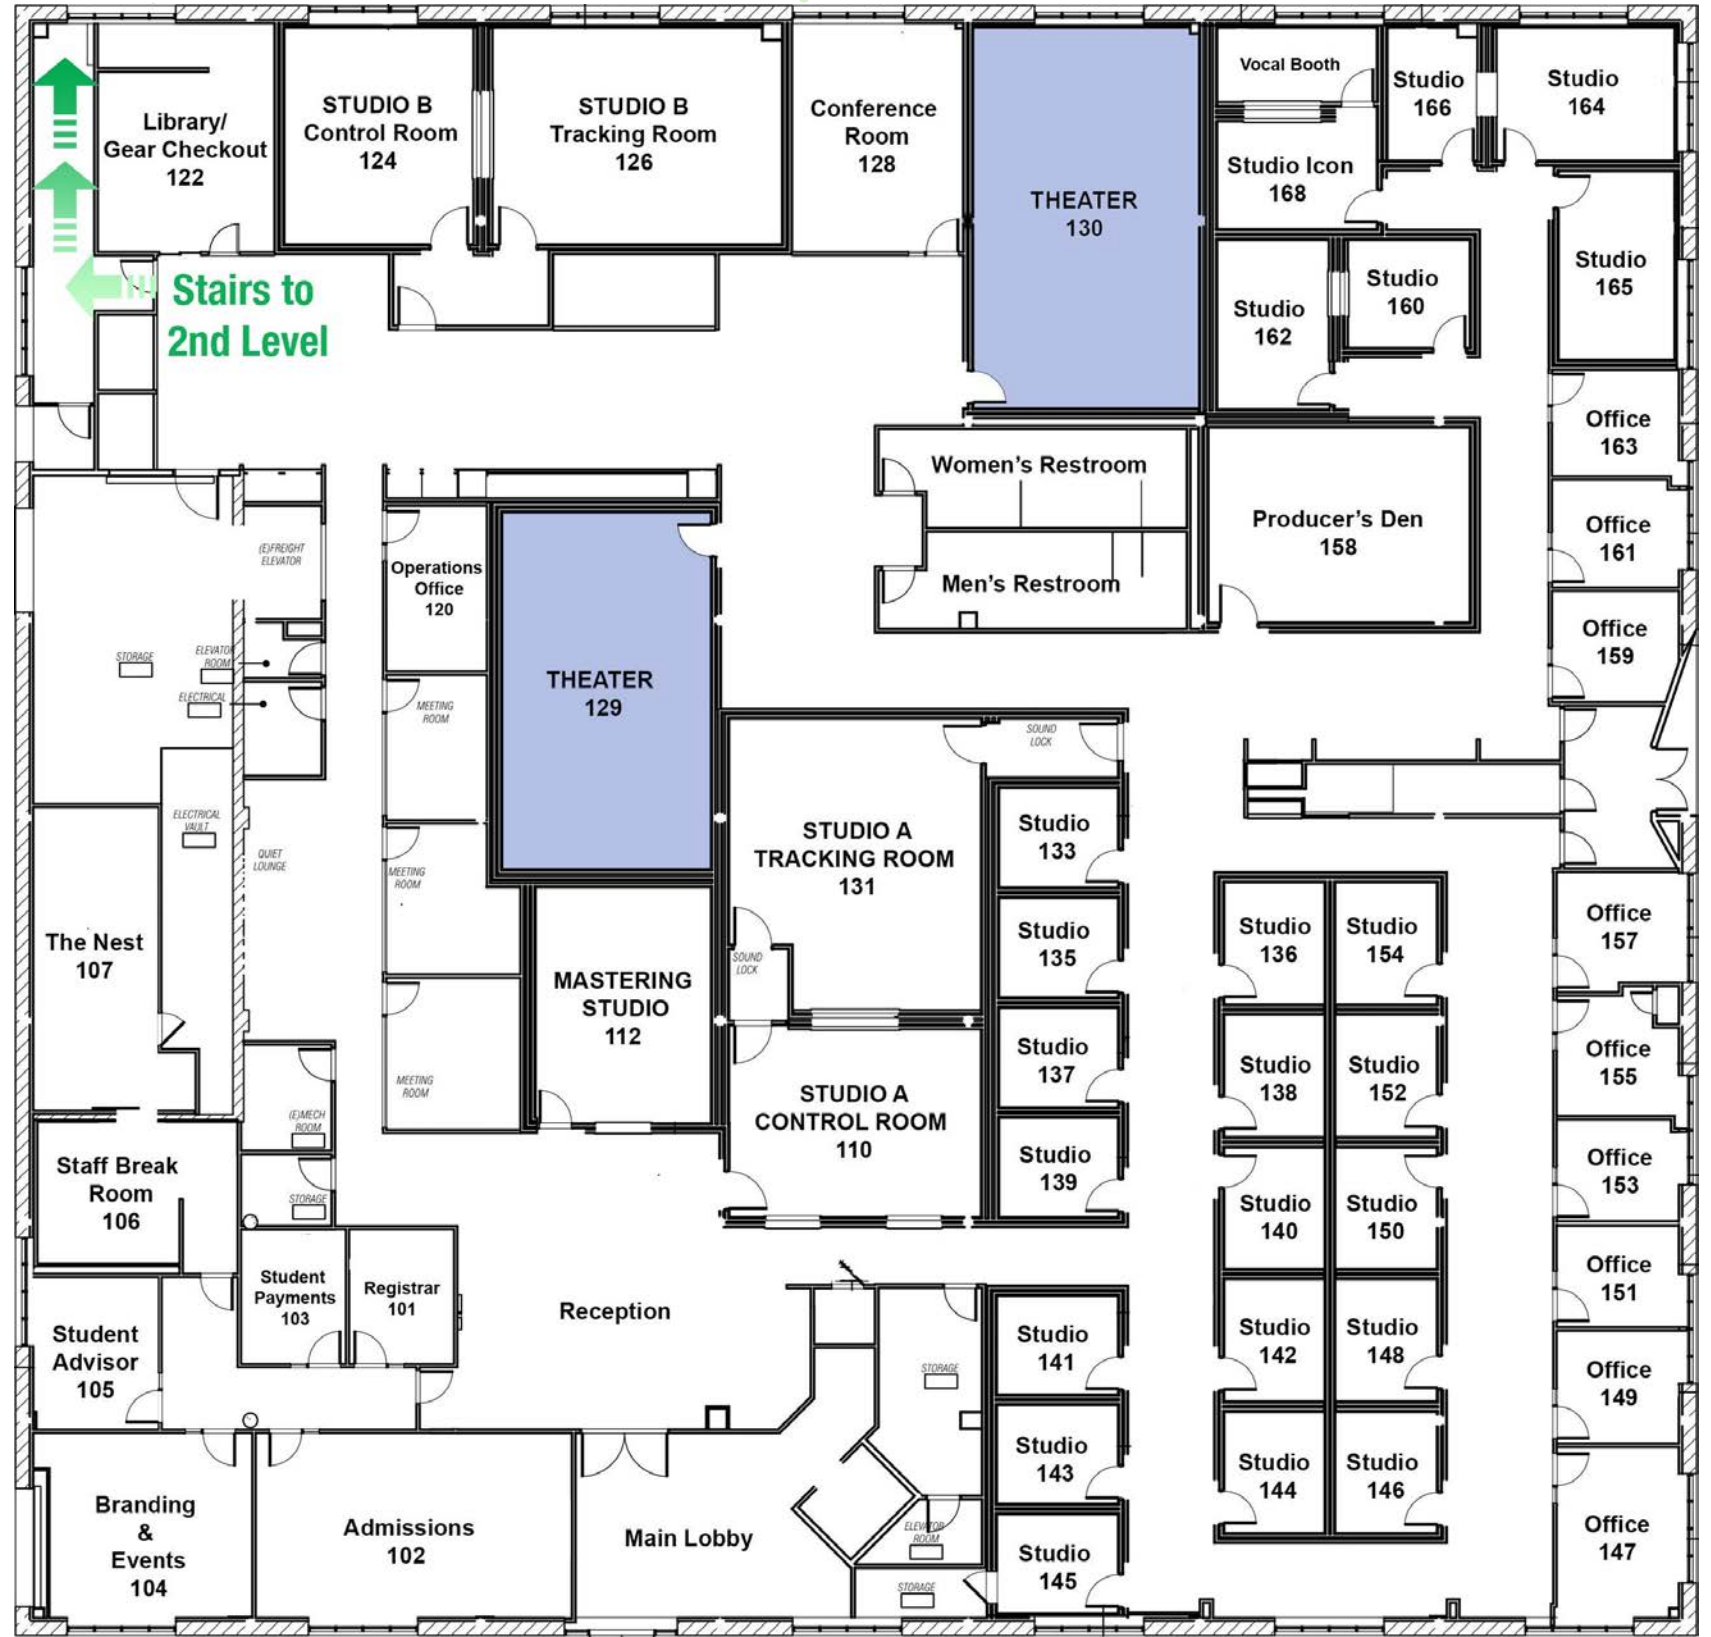 Library/
Gear Checkout
122
STUDIO B
Control Room
124
STUDIO B
Tracking Room
126
Conference
Room
128
THEATER
130
Vocal Booth
Studio
166
Studio
164
Studio Icon
168
Studio
165
Studio
162
Studio
160
Stairs to
2nd Level
Office
163
Women's Restroom
Men's Restroom
Producer's Den
158
Office
161
Office
159
(E)FREIGHT
ELEVATOR
Operations
Office
120
THEATER
129
STORAGE
ELEVATOR
ROOM
ELECTRICAL
MEETING
ROOM
SOUND
LOCK
ELECTRICAL
VAULT
QUIET
LOUNGE
MEETING
ROOM
STUDIO A
TRACKING ROOM
131
Studio
133
Studio
135
The Nest
107
SOUND
LOCK
MASTERING
STUDIO
112
Studio
136
Studio
154
Office
157
Studio
137
Studio
138
Studio
152
Office
155
MEETING
ROOM
STUDIO A
CONTROL ROOM
110
(E)MECH
ROOM
Staff Break
Room
106
STORAGE
Studio
139
Studio
140
Studio
150
Office
153
Student
Payments
103
Registrar
101
Reception
Office
151
Student
Advisor
105
STORAGE
Studio
141
Studio
142
Studio
148
Office
149
Studio
143
Studio
144
Studio
146
Branding
&
Events
104
Admissions
102
Main Lobby
ELEVATOR
ROOM
STORAGE
Studio
145
Office
147